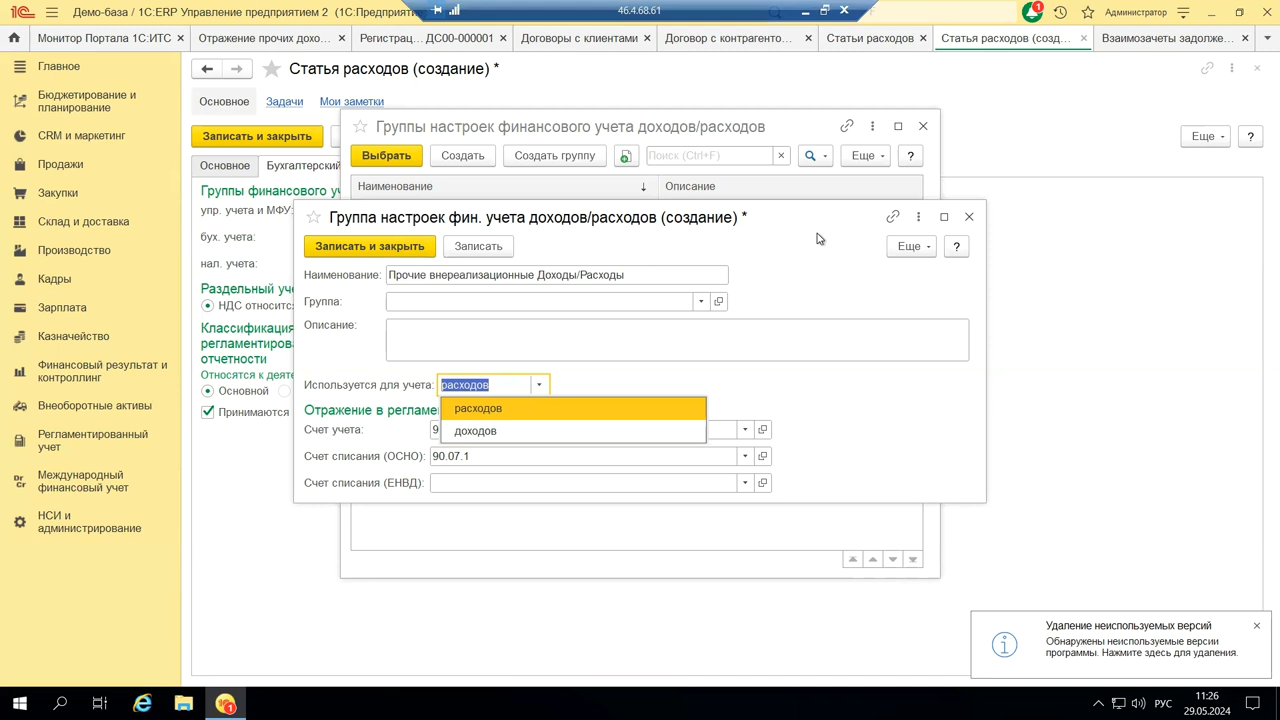 Демо-база / 1С:ERP Управление предприятием 2 (1С:Предприятие
46.4.68.61
1
Администратор
Монитор Портала 1С:ИТС
Отражение прочих дохо...
Регистрац... ДС00-000001
Договоры с клиентами
Договор с контрагенто...
Статьи расходов
Статья расходов (созд...
Взаимозачеты задолже...
Главное
Бюджетирование и
планирование
CRM и маркетинг
Продажи
Закупки
Склад и доставка
Производство
Кадры
Зарплата
Казначейство
Финансовый результат и
контроллинг
Внеоборотные активы
Регламентированный
учет
Международный
финансовый учет
НСИ и
администрирование
Статья расходов (создание) *
Основное
Задачи
Мои заметки
Записать и закрыть
Еще
?
Основное
Бухгалтерский
Группы финансового уч
упр. учета и МФУ:
бух. учета:
нал. учета:
Раздельный уче
НДС относитс
Классификация
регламентирова
отчетности
Относятся к деяте
Основной
Принимаются
Группы настроек финансового учета доходов/расходов
Выбрать
Создать
Создать группу
Поиск (Ctrl+F)
Еще
?
Наименование
Описание
Группа настроек фин. учета доходов/расходов (создание) *
Записать и закрыть
Записать
Еще
?
Наименование: Прочие внереализационные Доходы/Расходы
Группа:
Описание:
Используется для учета: расходов
расходов
доходов
Отражение в реглам
Счет учета: 9
Счет списания (ОСНО): 90.07.1
Счет списания (ЕНВД):
Удаление неиспользуемых версий
Обнаружены неиспользуемые версии
программы. Нажмите здесь для удаления.
1
РУС
11:26
29.05.2024